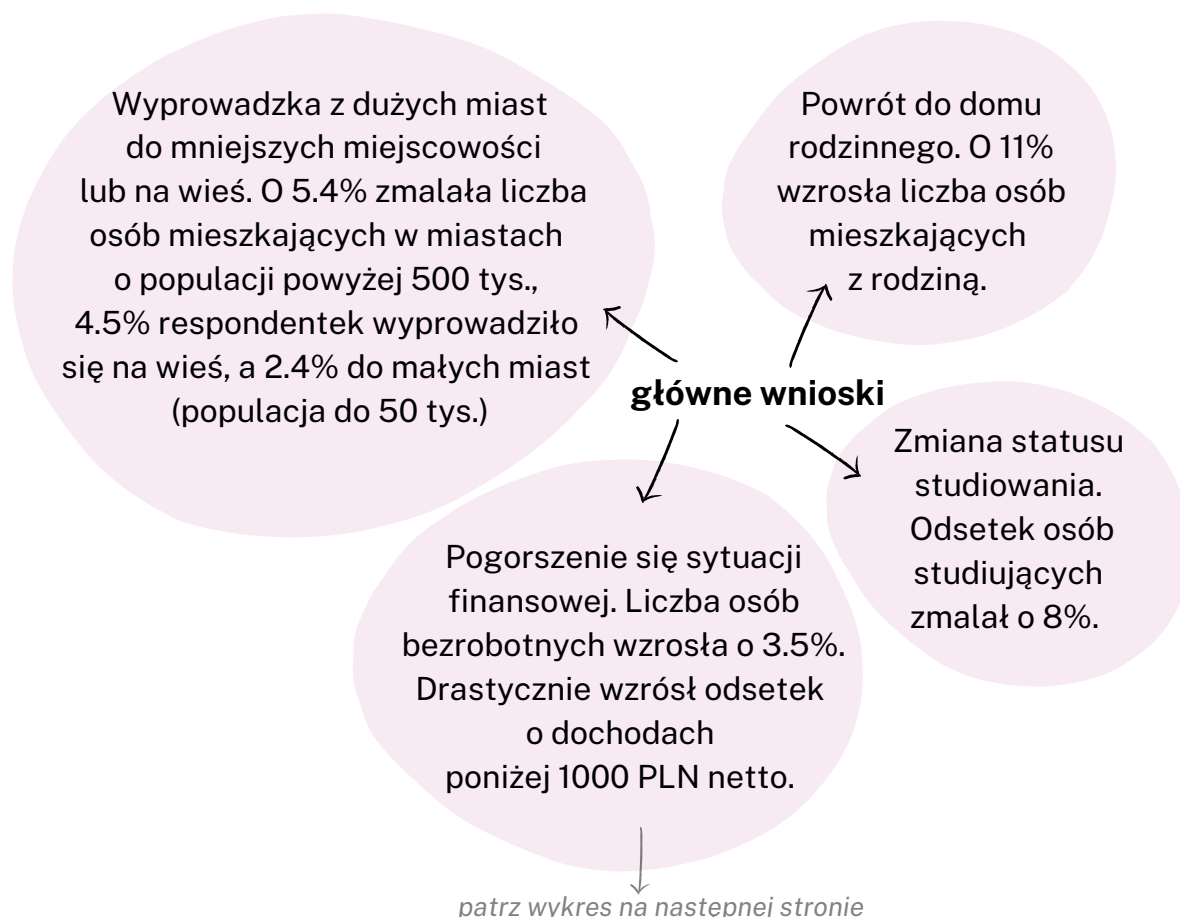 Wyprowadzka z dużych miast
do mniejszych miejscowości
lub na wieś. O 5.4% zmalała liczba
osób mieszkających w miastach
o populacji powyżej 500 tys.,
4.5% respondentek wyprowadziło
się na wieś, a 2.4% do małych miast
(populacja do 50 tys.)
Powrót do domu
rodzinnego. O 11%
wzrosła liczba osób
mieszkających
z rodziną.
główne wnioski
Zmiana statusu
studiowania.
Odsetek osób
studiujących
zmalał o 8%.
Pogorszenie się sytuacji
finansowej. Liczba osób
bezrobotnych wzrosła o 3.5%.
Drastycznie wzrósł odsetek
o dochodach
poniżej 1000 PLN netto.
patrz wykres na następnej stronie